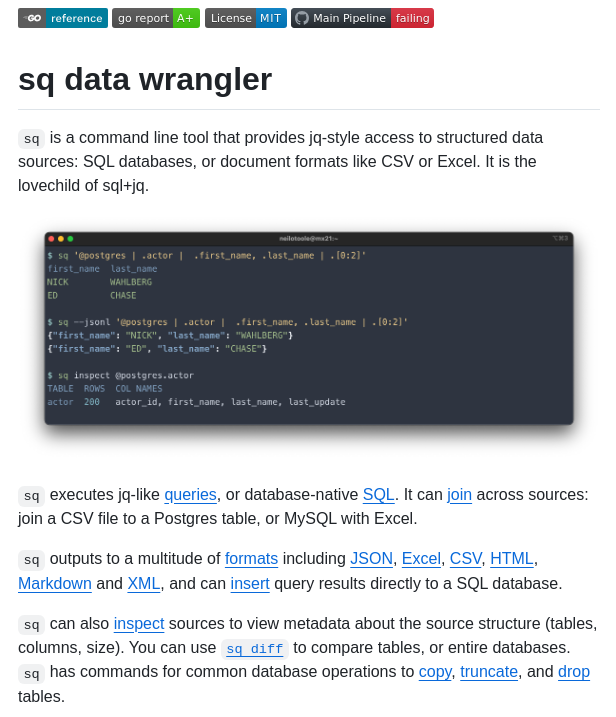 GO reference go report A+ License MIT Main Pipeline failing
sq data wrangler
sq is a command line tool that provides jq-style access to structured data
sources: SQL databases, or document formats like CSV or Excel. It is the
lovechild of sql+jq.
neilotoole@mx21:~
$ sq '@postgres | .actor |  .first_name, .last_name | .[0:2]'
first_name  last_name
NICK        WAHLBERG
ED          CHASE
$ sq --jsonl '@postgres | .actor |  .first_name, .last_name | .[0:2]'
{"first_name": "NICK", "last_name": "WAHLBERG"}
{"first_name": "ED", "last_name": "CHASE"}
$ sq inspect @postgres.actor
TABLE  ROWS  COL NAMES
actor  200   actor_id, first_name, last_name, last_update
sq executes jq-like queries, or database-native SQL. It can join across sources:
join a CSV file to a Postgres table, or MySQL with Excel.
sq outputs to a multitude of formats including JSON, Excel, CSV, HTML,
Markdown and XML, and can insert query results directly to a SQL database.
sq can also inspect sources to view metadata about the source structure (tables,
columns, size). You can use sq diff to compare tables, or entire databases.
sq has commands for common database operations to copy, truncate, and drop
tables.